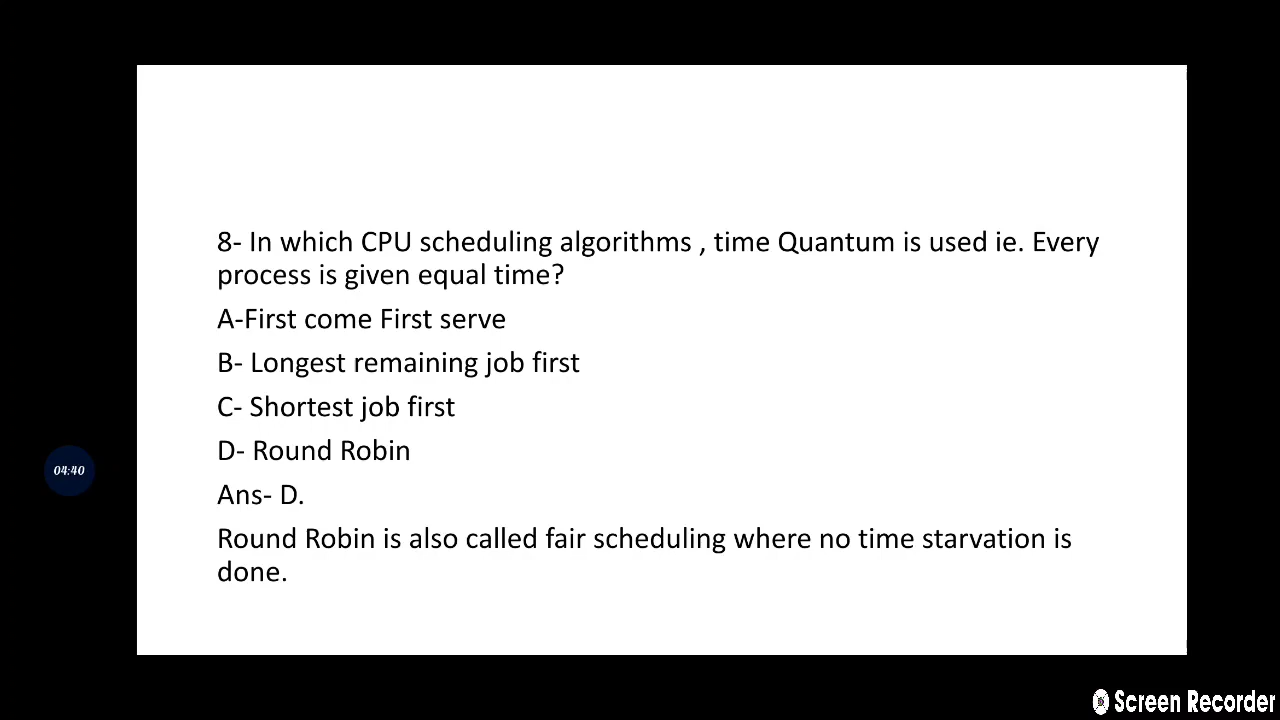 8- In which CPU scheduling algorithms , time Quantum is used ie. Every
process is given equal time?
A-First come First serve
B- Longest remaining job first
C- Shortest job first
D- Round Robin
Ans- D.
Round Robin is also called fair scheduling where no time starvation is
done.
04:40
Screen Recorder